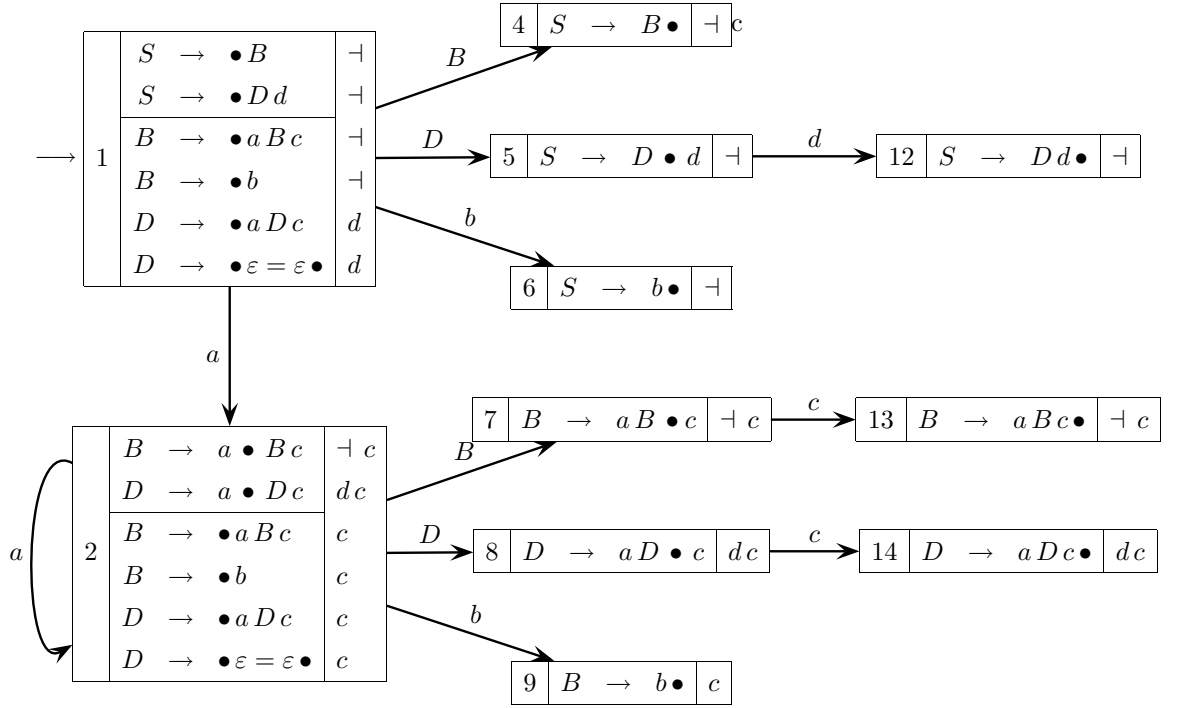 4 S → B• ⊣ c
S → •B ⊣
B
S → •D d ⊣
B → •a B c ⊣
D
d
→ 1
5 S → D • d ⊣
12 S → D d• ⊣
B → •b ⊣
D → •a D c d
b
D → •ε = ε• d
6 S → b• ⊣
a
7 B → a B • c ⊣ c
c
13 B → a B c• ⊣ c
B → a • B c ⊣ c
B
D → a • D c d c
B → •a B c c
D
c
a
2
8 D → a D • c d c
14 D → a D c• d c
B → •b c
D → •a D c c
b
D → •ε = ε• c
9 B → b• c